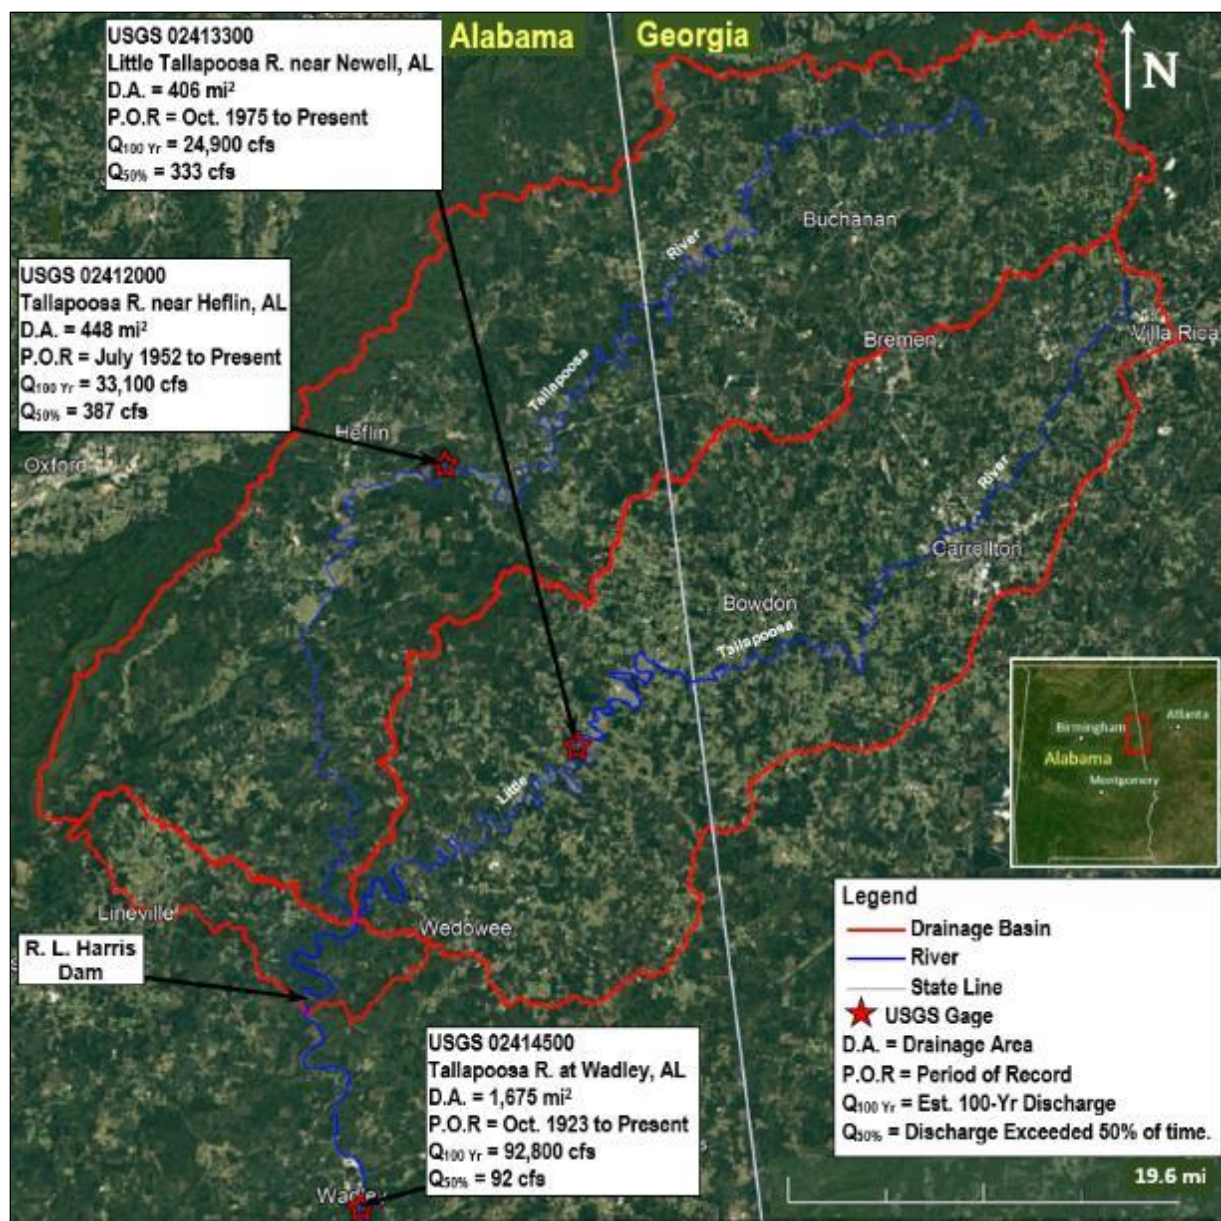 USGS 02413300
Little Tallapoosa R. near Newell, AL
D.A. = 406 mi²
P.O.R = Oct. 1975 to Present
Q100 Yr = 24,900 cfs
Q50% = 333 cfs
Alabama
Georgia
N
USGS 02412000
Tallapoosa R. near Heflin, AL
D.A. = 448 mi²
P.O.R = July 1952 to Present
Q100 Yr = 33,100 cfs
Q50% = 387 cfs
Buchanan
River
Tallapoosa
Bremen
Villa Rica
Heflin
Oxford
River
Carrollton
Bowdon
Tallapoosa
Little
Birmingham
Atlanta
Alabama
Montgomery
Lineville
Wedowee
R. L. Harris
Dam
Legend
Drainage Basin
River
State Line
USGS Gage
D.A. = Drainage Area
P.O.R = Period of Record
Q100 Yr = Est. 100-Yr Discharge
Q50% = Discharge Exceeded 50% of time.
USGS 02414500
Tallapoosa R. at Wadley, AL
D.A. = 1,675 mi²
P.O.R = Oct. 1923 to Present
Q100 Yr = 92,800 cfs
Q50% = 92 cfs
Wadley
19.6 mi